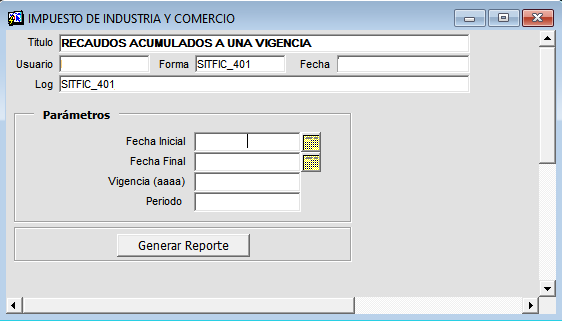 IMPUESTO DE INDUSTRIA Y COMERCIO
Titulo RECAUDOS ACUMULADOS A UNA VIGENCIA
Usuario Forma SITFIC_401 Fecha
Log SITFIC_401
Parámetros
Fecha Inicial
Fecha Final
Vigencia (aaaa)
Periodo
Generar Reporte